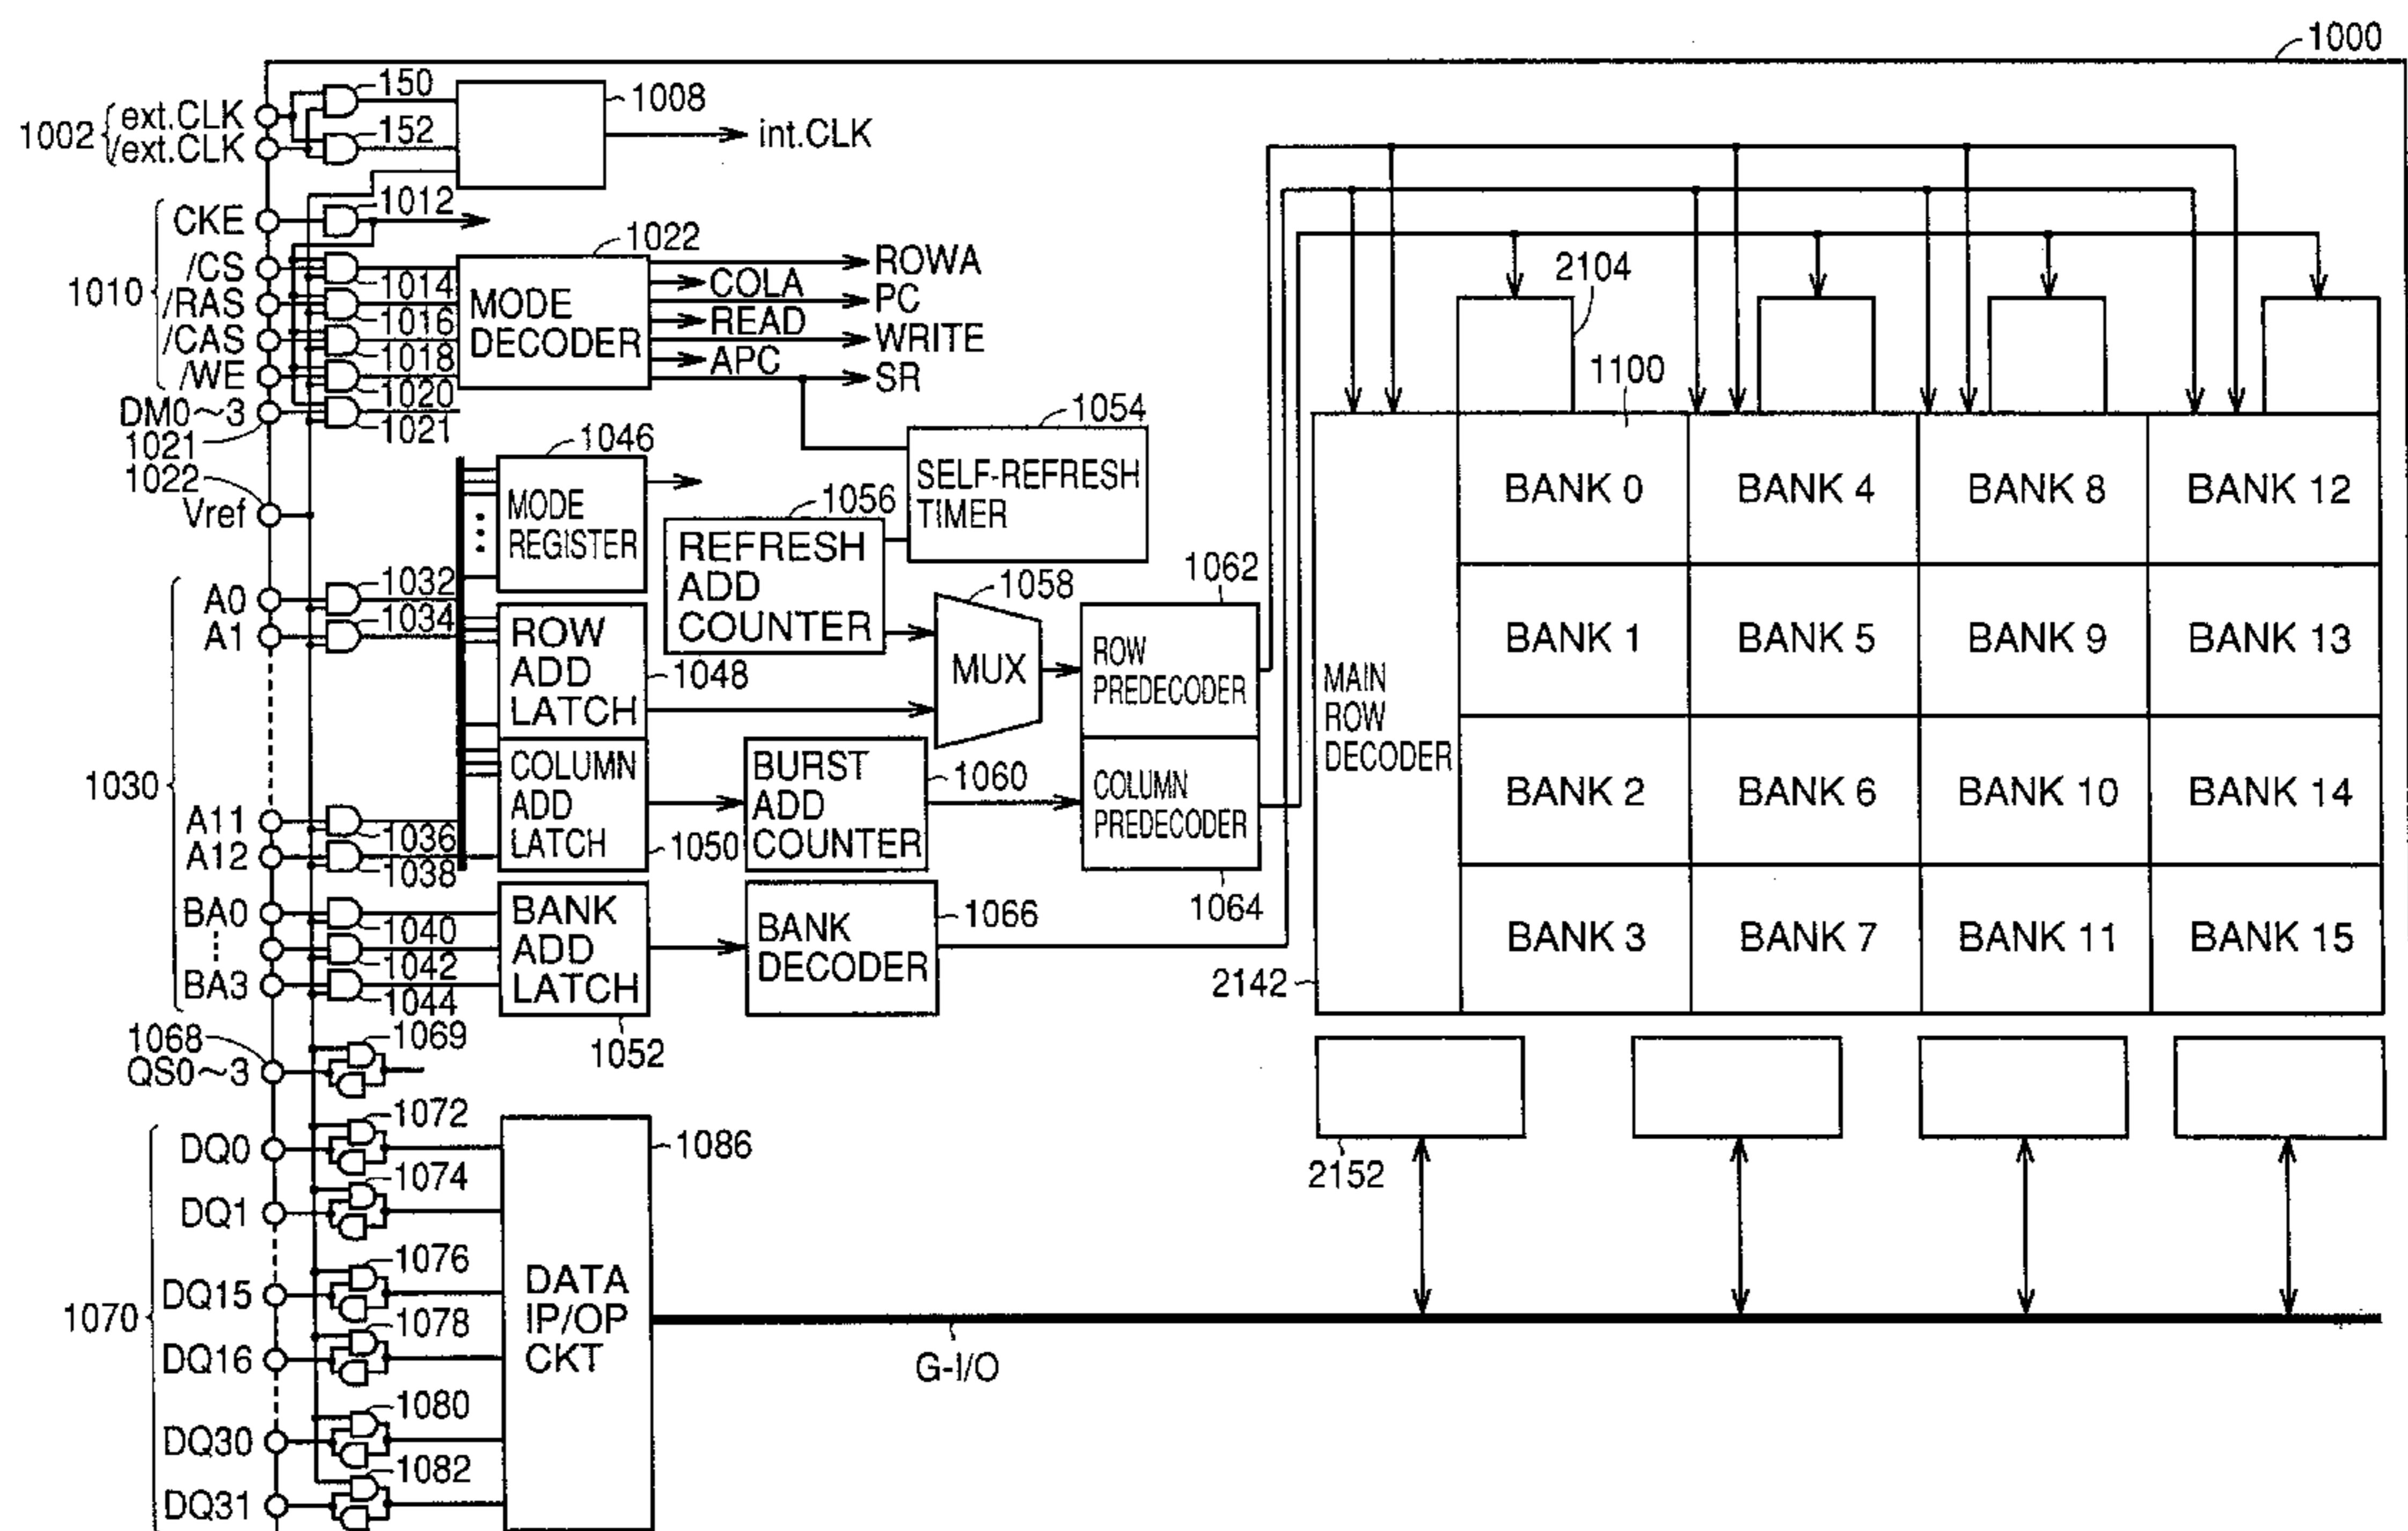 1000
150
1008
ext.CLK
1002
/ext.CLK
152
int.CLK
CKE
1012
1022
/CS
1014
ROWA
1010
COLA
/RAS
1016
MODE
DECODER
PC
READ
/CAS
1018
WRITE
APC
/WE
1020
SR
DM0~3
1021
1021
1022
Vref
2104
1100
1046
MODE
REGISTER
1054
SELF-REFRESH
TIMER
1056
REFRESH
ADD
COUNTER
A0
1032
A1
1034
1030
ROW
ADD
LATCH
1048
1058
MUX
1062
ROW
PREDECODER
COLUMN
ADD
LATCH
1050
BURST
ADD
COUNTER
1060
COLUMN
PREDECODER
1064
A11
1036
A12
1038
BA0
1040
1042
BA3
1044
BANK
ADD
LATCH
1052
BANK
DECODER
1066
MAIN
ROW
DECODER
2142
BANK 0
BANK 4
BANK 8
BANK 12
BANK 1
BANK 5
BANK 9
BANK 13
BANK 2
BANK 6
BANK 10
BANK 14
BANK 3
BANK 7
BANK 11
BANK 15
1068
1069
QS0~3
2152
1070
DQ0
1072
DQ1
1074
DQ15
1076
DQ16
1078
DQ30
1080
DQ31
1082
1086
DATA
IP/OP
CKT
G-I/O